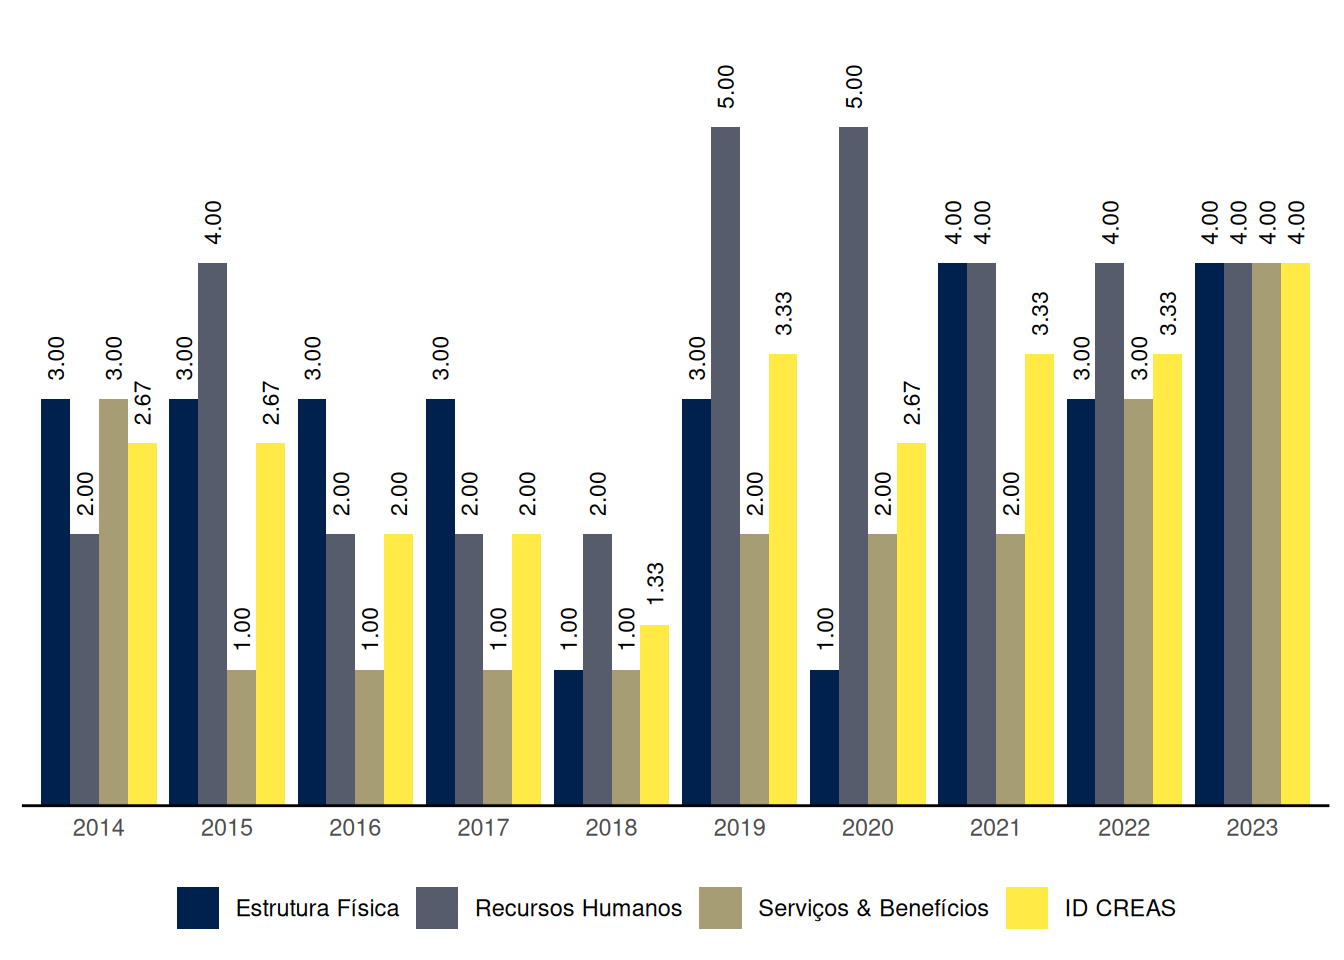 5.00 5.00
4.00 4.00 4.00 4.00 4.00 4.00 4.00 4.00
3.33 3.33 3.33
3.00 3.00 3.00 3.00 3.00 3.00 3.00 3.00
2.67 2.67 2.67
2.00 2.00 2.00 2.00 2.00 2.00 2.00 2.00 2.00
1.33
1.00 1.00 1.00 1.00 1.00 1.00
2014 2015 2016 2017 2018 2019 2020 2021 2022 2023
Estrutura Física Recursos Humanos Serviços & Benefícios ID CREAS